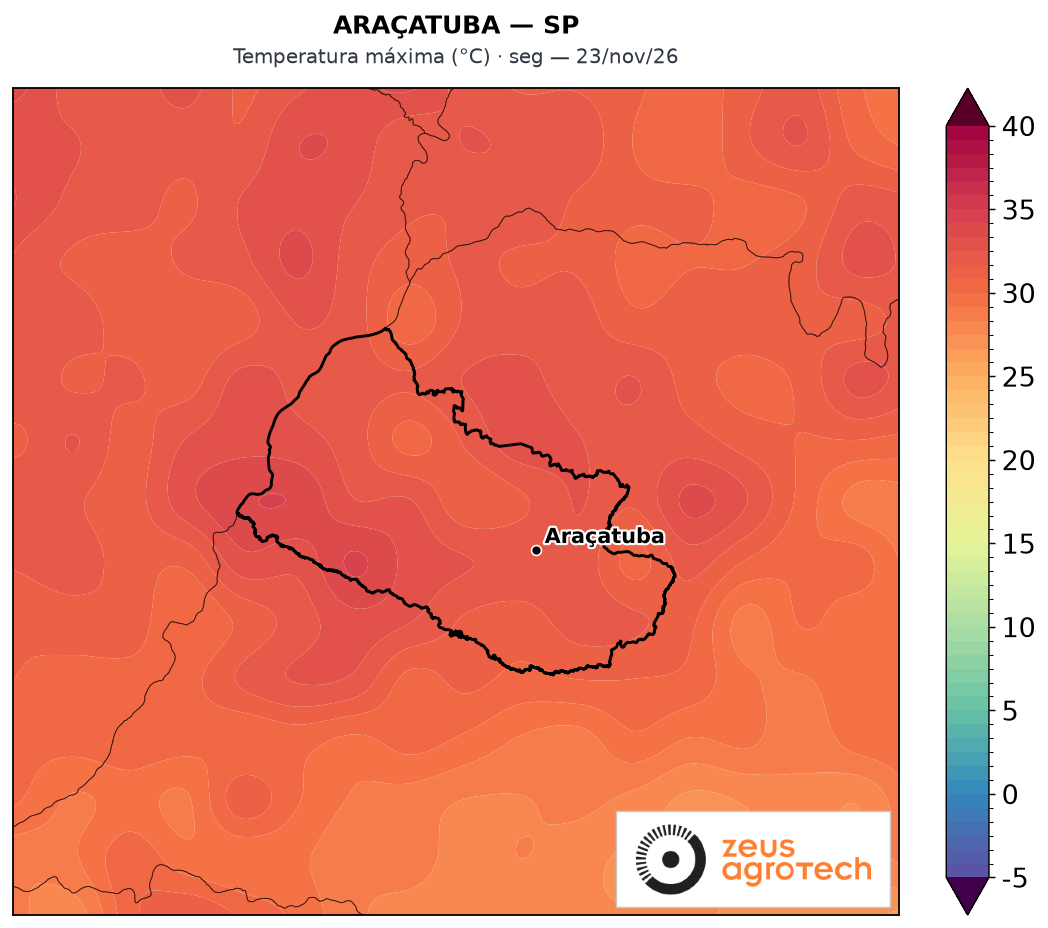 ARAÇATUBA — SP
Temperatura máxima (°C) · seg — 23/nov/26
40
35
30
25
20
15
10
5
0
-5
Araçatuba
zeus
agrotech